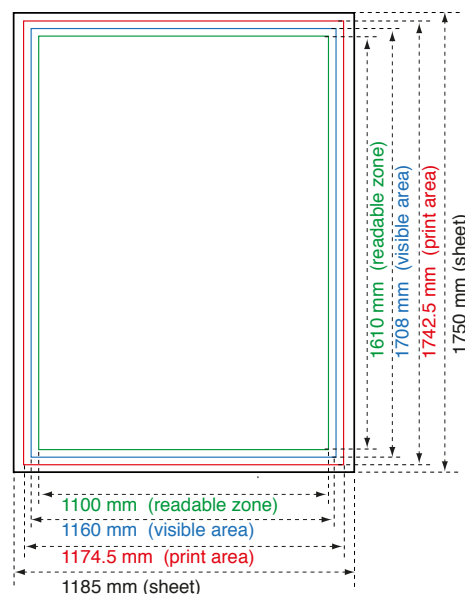 1610 mm (readable zone)
1708 mm (visible area)
1742.5 mm (print area)
1750 mm (sheet)
1100 mm (readable zone)
1160 mm (visible area)
1174.5 mm (print area)
1185 mm (sheet)